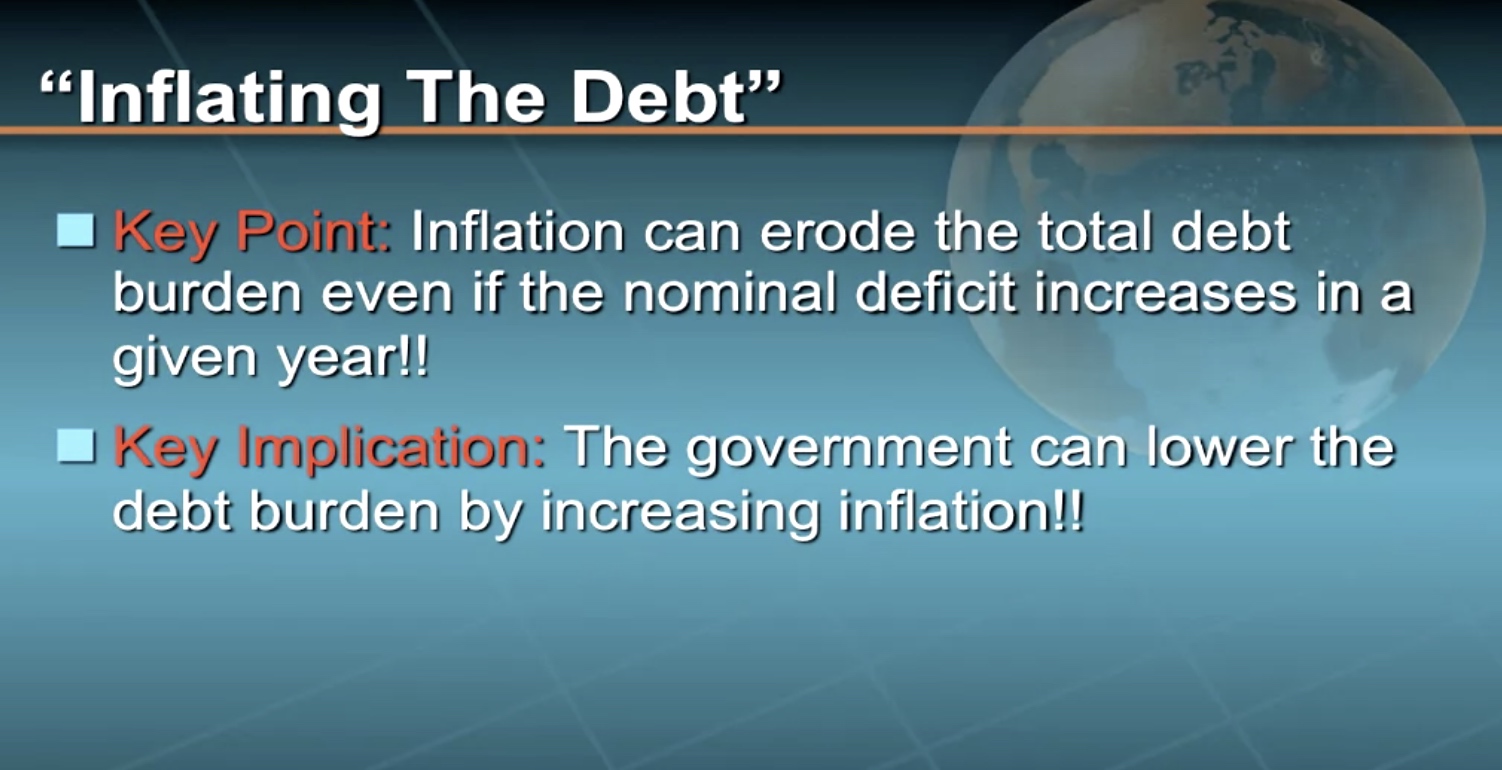 “Inflating The Debt”
Key Point: Inflation can erode the total debt
burden even if the nominal deficit increases in a
given year!!
Key Implication: The government can lower the
debt burden by increasing inflation!!